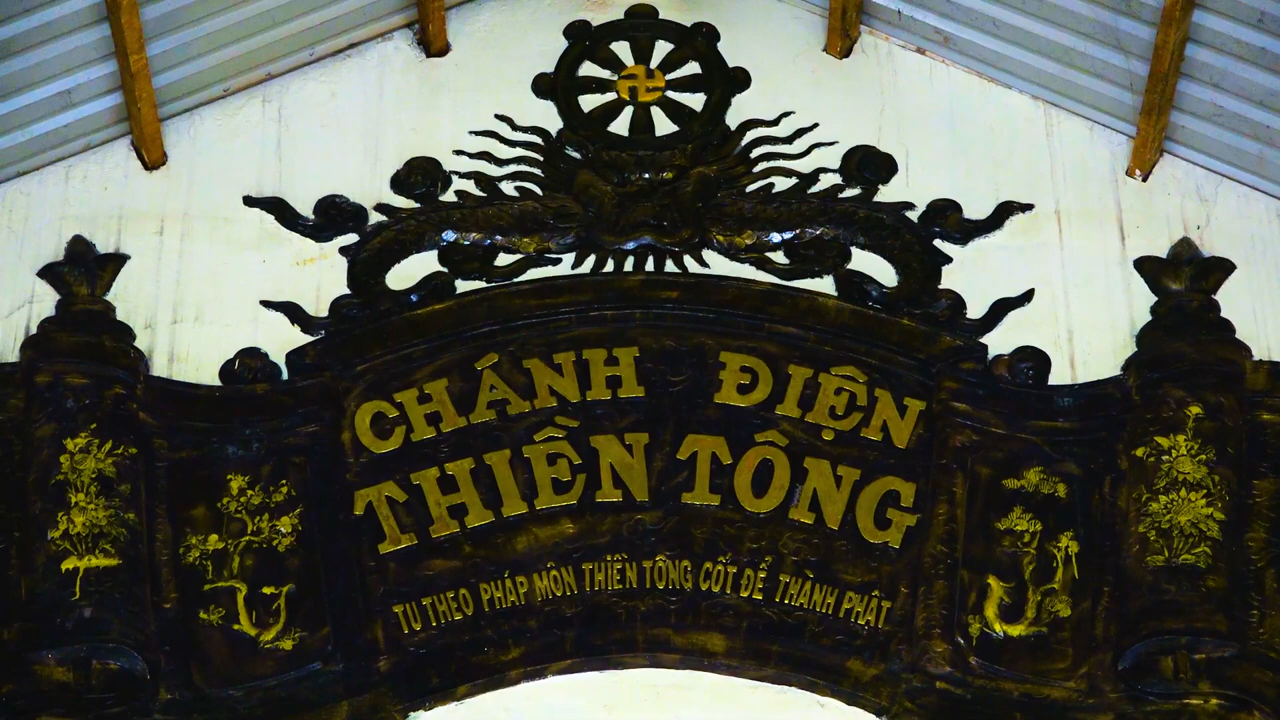 CHÁNH ĐIỆN
THIỀN TÔNG
TU THEO PHÁP MÔN THIỀN TÔNG CỐT ĐỂ THÀNH PHẬT